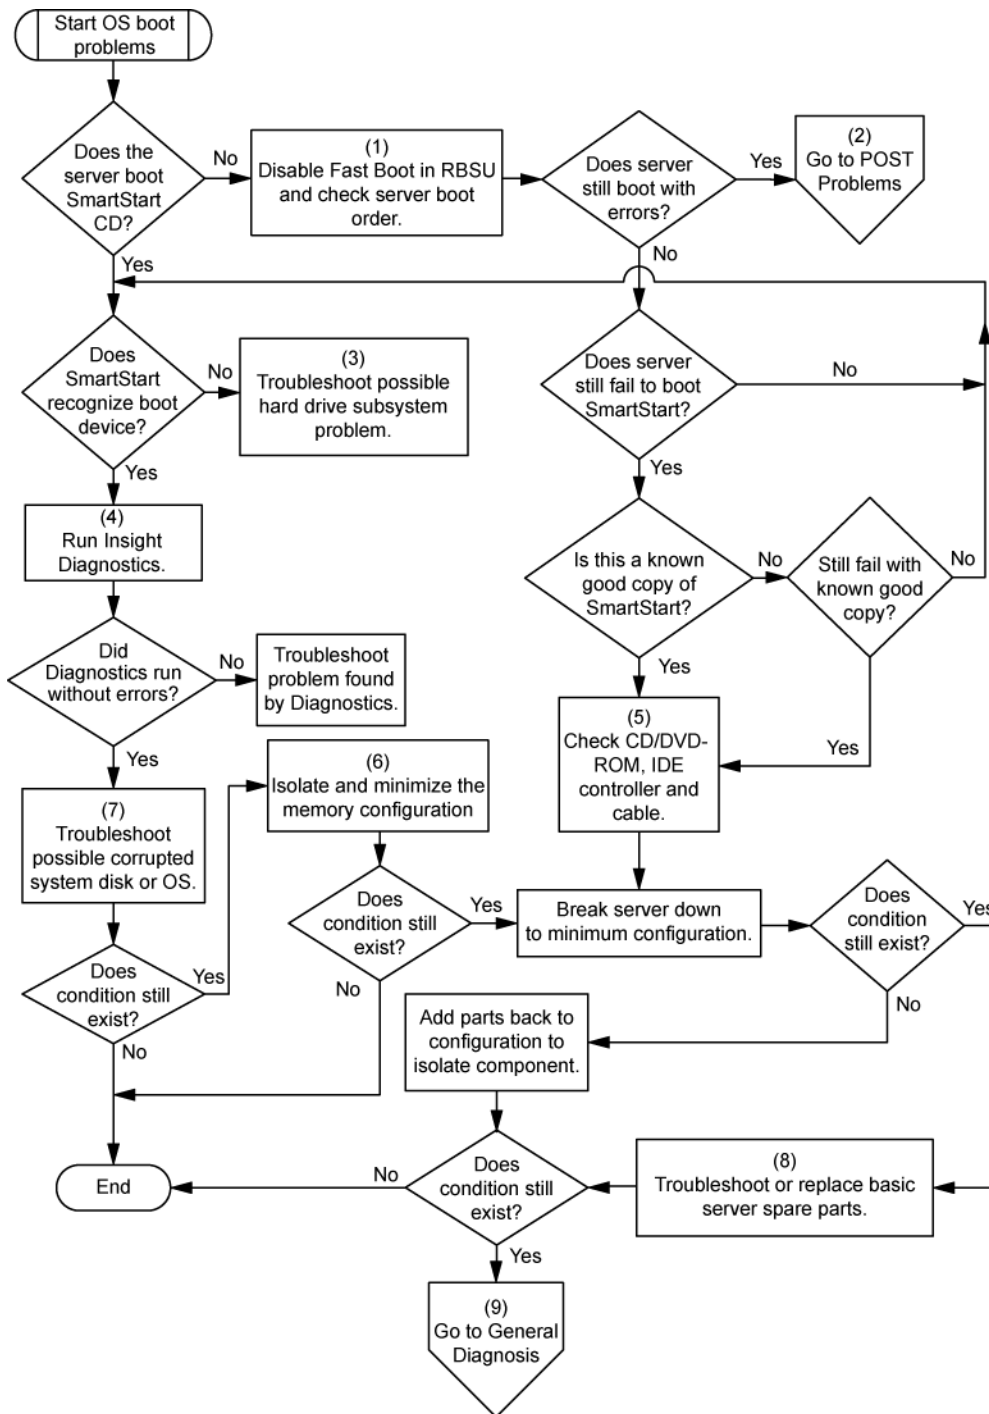 Start OS boot
problems
Does the
server boot
SmartStart
CD?
No
(1)
Disable Fast Boot in RBSU
and check server boot
order.
Does server
still boot with
errors?
Yes
(2)
Go to POST
Problems
Yes
No
Does
SmartStart
recognize boot
device?
No
(3)
Troubleshoot possible
hard drive subsystem
problem.
Does server
still fail to boot
SmartStart?
No
Yes
Yes
(4)
Run Insight
Diagnostics.
Is this a known
good copy of
SmartStart?
No
Still fail with
known good
copy?
No
Did
Diagnostics run
without errors?
No
Troubleshoot
problem found
by Diagnostics.
Yes
(5)
Check CD/DVD-
ROM, IDE
controller and
cable.
Yes
Yes
(6)
Isolate and minimize the
memory configuration
(7)
Troubleshoot
possible corrupted
system disk or OS.
Does
condition still
exist?
Yes
Break server down
to minimum configuration.
Does
condition
still exist?
Yes
Does
condition still
exist?
Yes
No
No
No
Add parts back to
configuration to
isolate component.
End
No
Does
condition still
exist?
(8)
Troubleshoot or replace basic
server spare parts.
Yes
(9)
Go to General
Diagnosis